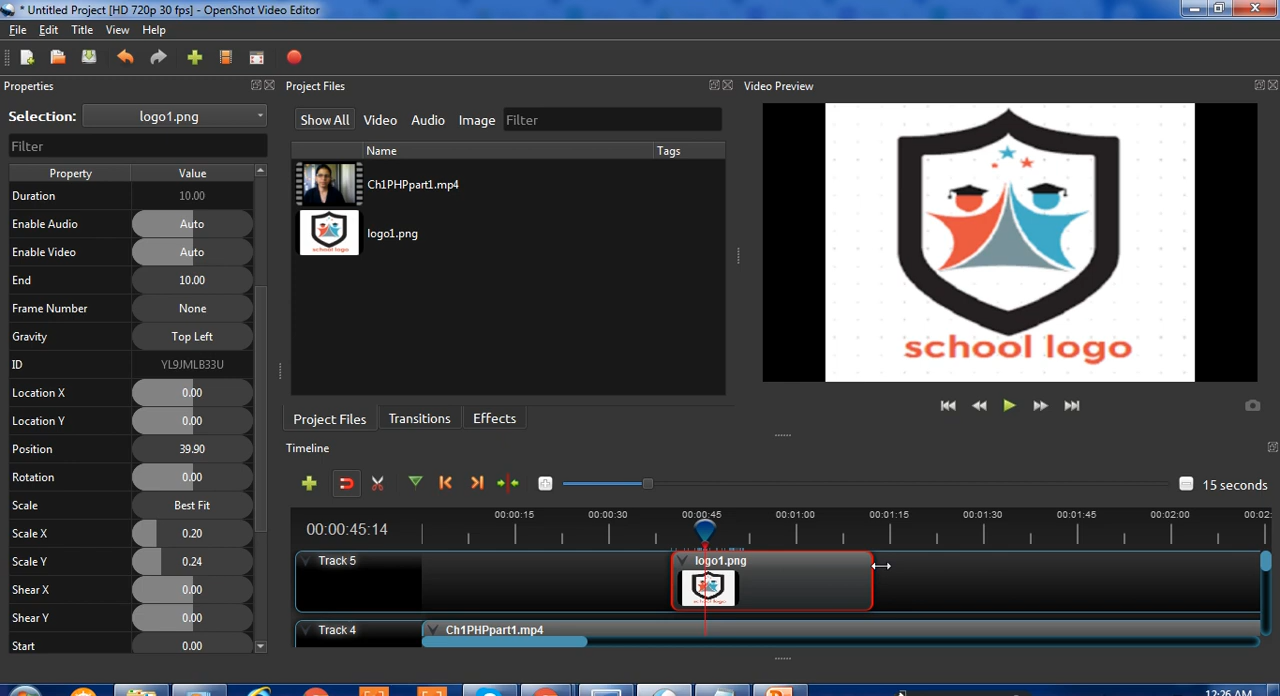 * Untitled Project [HD 720p 30 fps] - OpenShot Video Editor
File Edit Title View Help
Properties
Project Files
Video Preview
Selection: logo1.png
Show All Video Audio Image Filter
Filter
Name Tags
Property Value
Duration 10.00
Enable Audio Auto
Enable Video Auto
End 10.00
Frame Number None
Gravity Top Left
ID YL9JMLB33U
Location X 0.00
Location Y 0.00
Position 39.90
Rotation 0.00
Scale Best Fit
Scale X 0.20
Scale Y 0.24
Shear X 0.00
Shear Y 0.00
Start 0.00
Ch1PHPpart1.mp4
logo1.png
school logo
school logo
Project Files Transitions Effects
Timeline
15 seconds
00:00:45:14
00:00:15 00:00:30 00:00:45 00:01:00 00:01:15 00:01:30 00:01:45 00:02:00
Track 5
logo1.png
Track 4
Ch1PHPpart1.mp4
12:26 AM